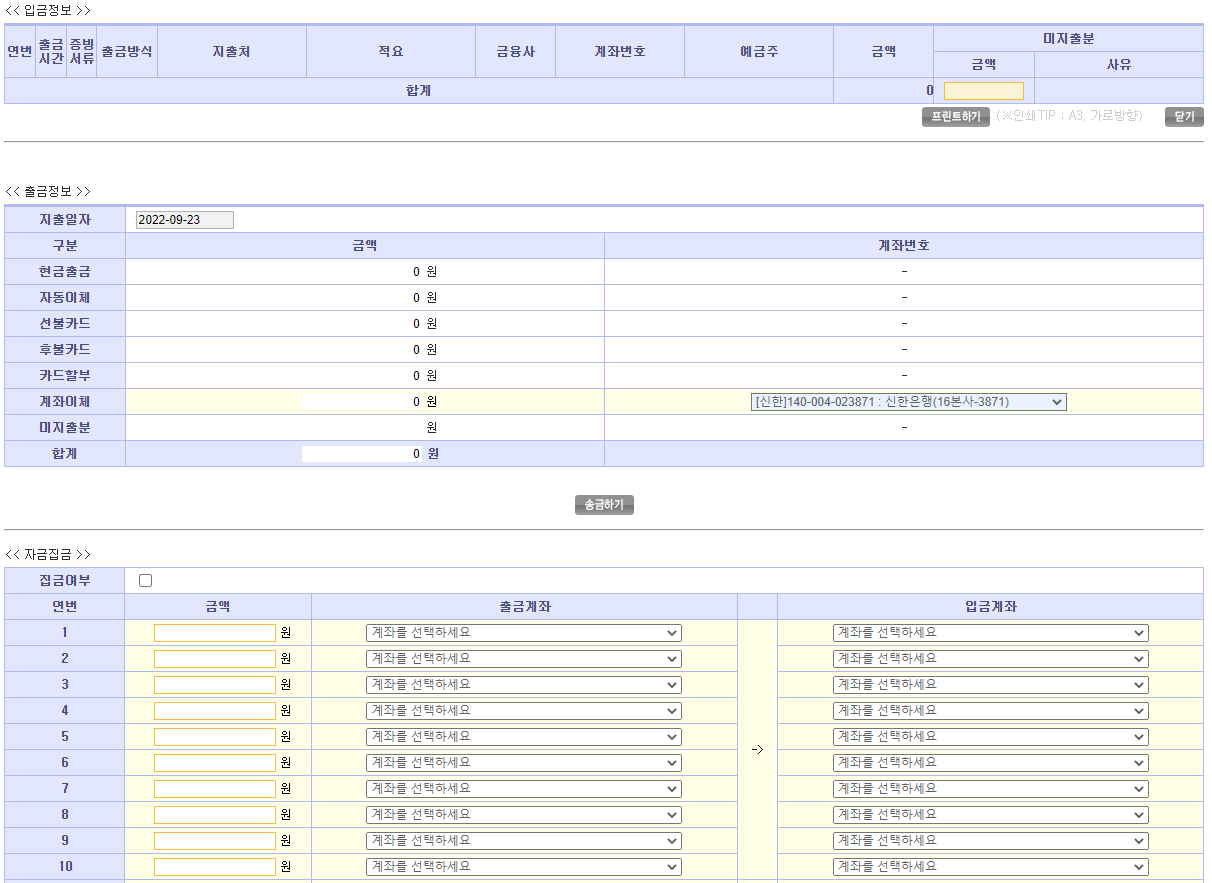 << 입금정보 >>
연번 출금시간 증빙서류 출금방식 지출처 적요 금융사 계좌번호 예금주 금액 미지출분
금액 사유
합계 0
프린트하기 (※인쇄TIP : A3, 가로방향) 닫기
<< 출금정보 >>
지출일자 2022-09-23
구분 금액 계좌번호
현금출금 0 원 -
자동이체 0 원 -
선불카드 0 원 -
후불카드 0 원 -
카드할부 0 원 -
계좌이체 0 원 [신한]140-004-023871 : 신한은행(16본사-3871)
미지출분 원 -
합계 0 원
송금하기
<< 자금집금 >>
집금여부
연번 금액 출금계좌 입금계좌
1 원 계좌를 선택하세요 계좌를 선택하세요
2 원 계좌를 선택하세요 계좌를 선택하세요
3 원 계좌를 선택하세요 계좌를 선택하세요
4 원 계좌를 선택하세요 계좌를 선택하세요
5 원 계좌를 선택하세요 계좌를 선택하세요
->
6 원 계좌를 선택하세요 계좌를 선택하세요
7 원 계좌를 선택하세요 계좌를 선택하세요
8 원 계좌를 선택하세요 계좌를 선택하세요
9 원 계좌를 선택하세요 계좌를 선택하세요
10 원 계좌를 선택하세요 계좌를 선택하세요